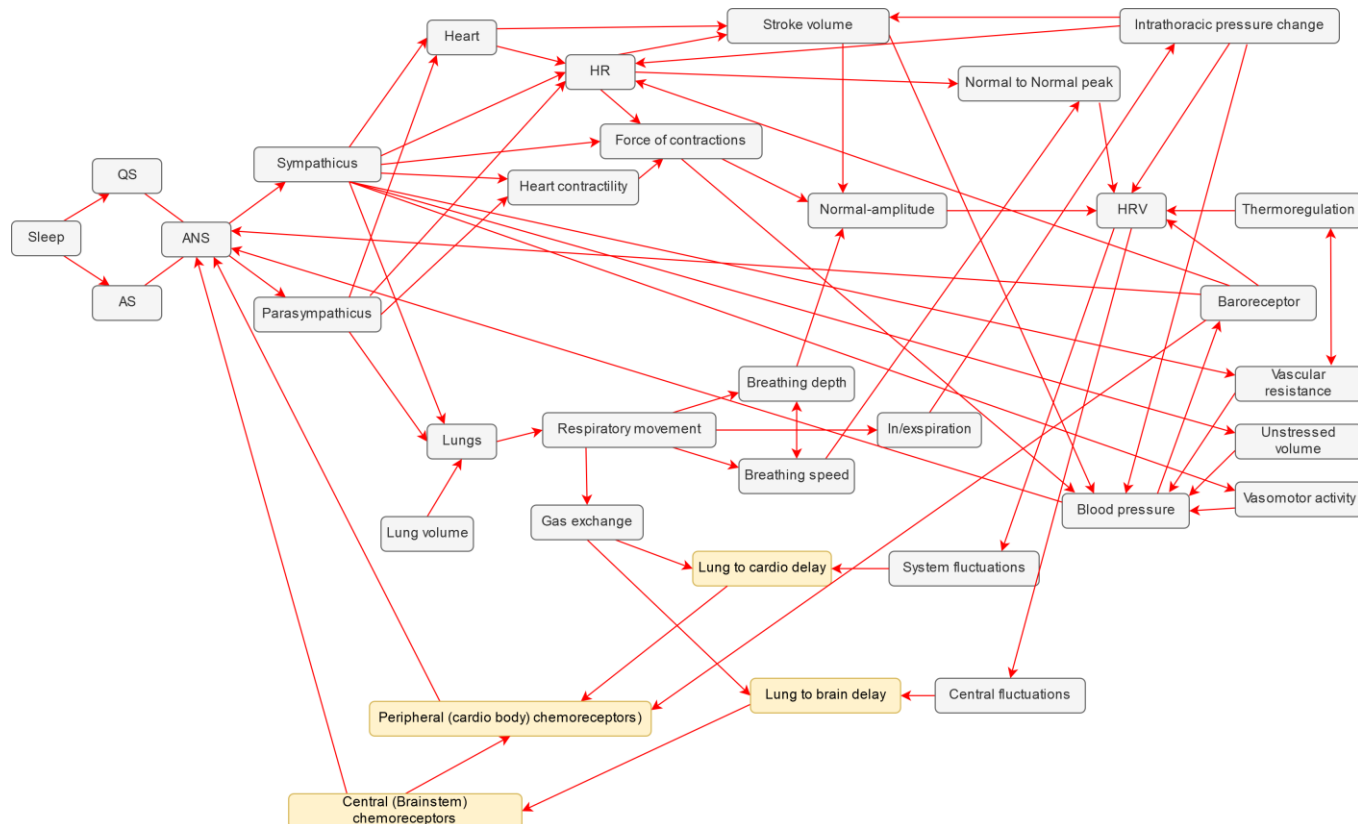 Stroke volume
Intrathoracic pressure change
Heart
HR
Normal to Normal peak
Force of contractions
Sympathicus
QS
Heart contractility
Normal-amplitude
HRV
Thermoregulation
Sleep
ANS
AS
Parasympathicus
Baroreceptor
Breathing depth
Vascular
resistance
Respiratory movement
In/exspiration
Lungs
Unstressed
volume
Breathing speed
Vasomotor activity
Blood pressure
Lung volume
Gas exchange
Lung to cardio delay
System fluctuations
Lung to brain delay
Central fluctuations
Peripheral (cardio body) chemoreceptors)
Central (Brainstem)
chemoreceptors